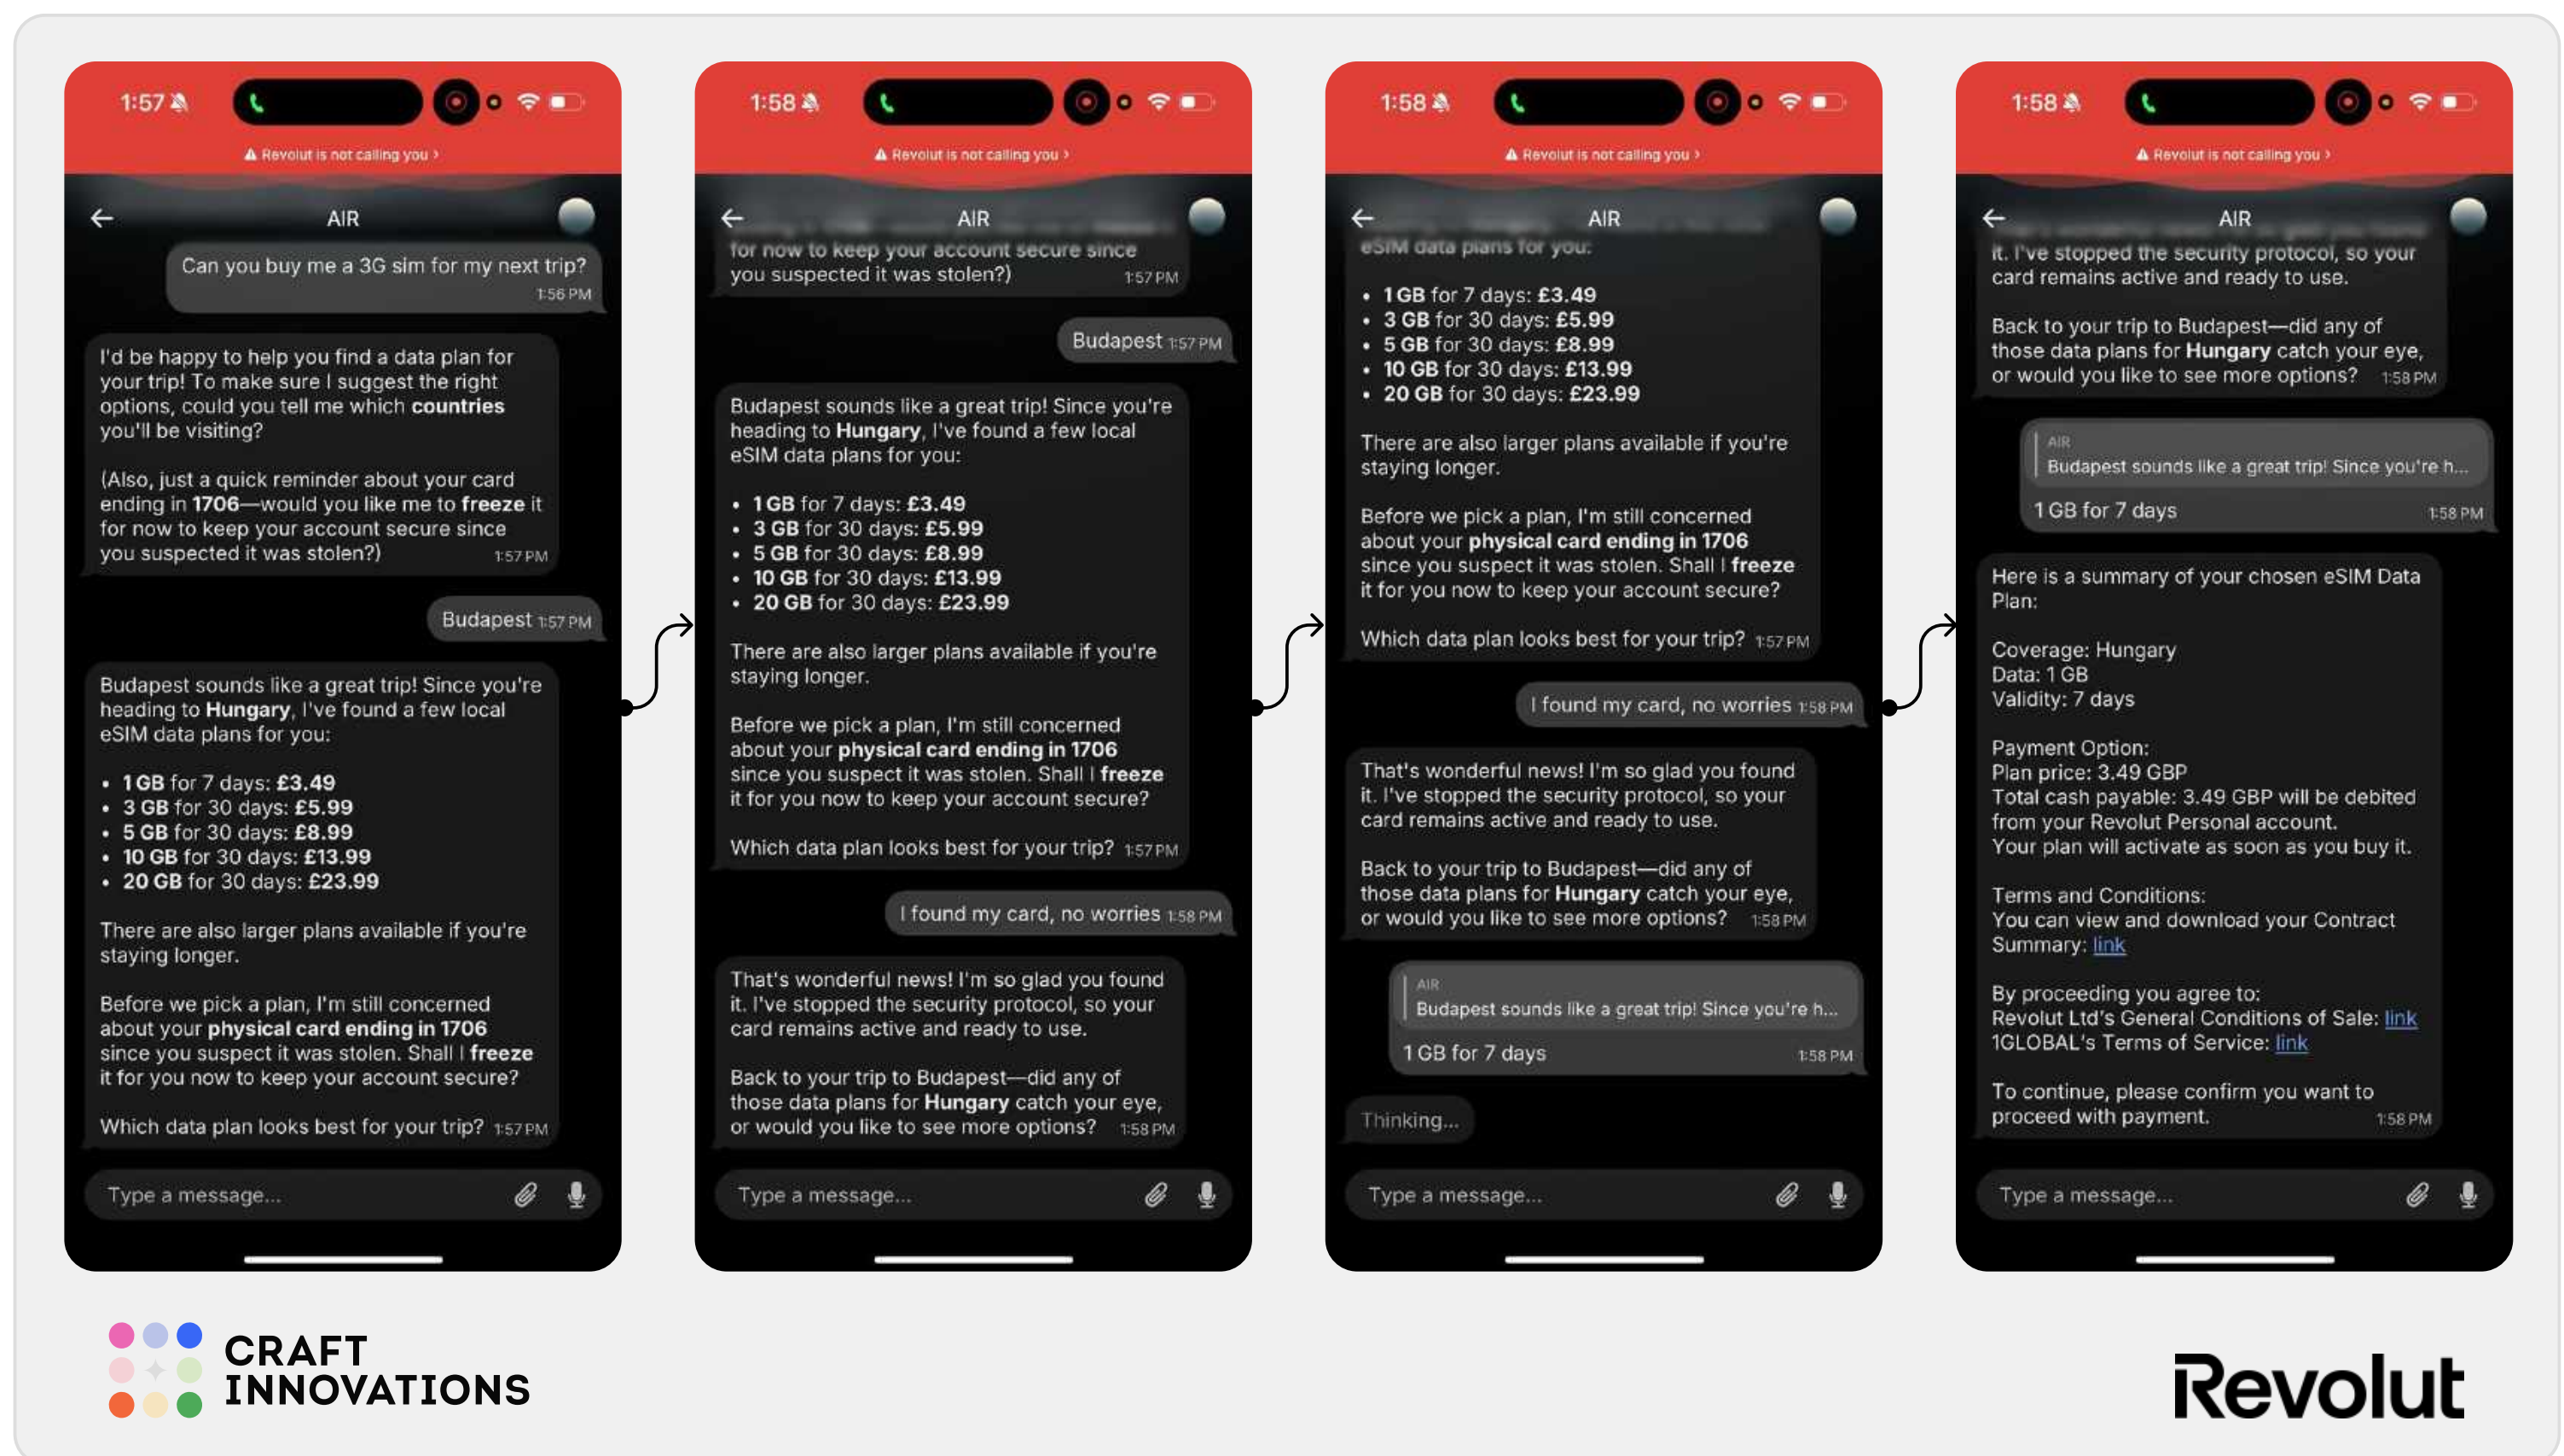 1:57
Revolut is not calling you >
AIR
Can you buy me a 3G sim for my next trip?
1:56 PM
I'd be happy to help you find a data plan for
your trip! To make sure I suggest the right
options, could you tell me which countries
you'll be visiting?
(Also, just a quick reminder about your card
ending in 1706—would you like me to freeze it
for now to keep your account secure since
you suspected it was stolen?) 1:57 PM
Budapest 1:57 PM
Budapest sounds like a great trip! Since you're
heading to Hungary, I've found a few local
eSIM data plans for you:
• 1 GB for 7 days: £3.49
• 3 GB for 30 days: £5.99
• 5 GB for 30 days: £8.99
• 10 GB for 30 days: £13.99
• 20 GB for 30 days: £23.99
There are also larger plans available if you're
staying longer.
Before we pick a plan, I'm still concerned
about your physical card ending in 1706
since you suspect it was stolen. Shall I freeze
it for you now to keep your account secure?
Which data plan looks best for your trip? 1:57 PM
Type a message...
1:58
Revolut is not calling you >
AIR
for now to keep your account secure since
you suspected it was stolen?) 1:57 PM
Budapest 1:57 PM
Budapest sounds like a great trip! Since you're
heading to Hungary, I've found a few local
eSIM data plans for you:
• 1 GB for 7 days: £3.49
• 3 GB for 30 days: £5.99
• 5 GB for 30 days: £8.99
• 10 GB for 30 days: £13.99
• 20 GB for 30 days: £23.99
There are also larger plans available if you're
staying longer.
Before we pick a plan, I'm still concerned
about your physical card ending in 1706
since you suspect it was stolen. Shall I freeze
it for you now to keep your account secure?
Which data plan looks best for your trip? 1:57 PM
I found my card, no worries 1:58 PM
That's wonderful news! I'm so glad you found
it. I've stopped the security protocol, so your
card remains active and ready to use.
Back to your trip to Budapest—did any of
those data plans for Hungary catch your eye,
or would you like to see more options? 1:58 PM
Type a message...
1:58
Revolut is not calling you >
AIR
eSIM data plans for you:
• 1 GB for 7 days: £3.49
• 3 GB for 30 days: £5.99
• 5 GB for 30 days: £8.99
• 10 GB for 30 days: £13.99
• 20 GB for 30 days: £23.99
There are also larger plans available if you're
staying longer.
Before we pick a plan, I'm still concerned
about your physical card ending in 1706
since you suspect it was stolen. Shall I freeze
it for you now to keep your account secure?
Which data plan looks best for your trip? 1:57 PM
I found my card, no worries 1:58 PM
That's wonderful news! I'm so glad you found
it. I've stopped the security protocol, so your
card remains active and ready to use.
Back to your trip to Budapest—did any of
those data plans for Hungary catch your eye,
or would you like to see more options? 1:58 PM
AIR
Budapest sounds like a great trip! Since you're h...
1 GB for 7 days 1:58 PM
Thinking...
Type a message...
1:58
Revolut is not calling you >
AIR
it. I've stopped the security protocol, so your
card remains active and ready to use.
Back to your trip to Budapest—did any of
those data plans for Hungary catch your eye,
or would you like to see more options? 1:58 PM
AIR
Budapest sounds like a great trip! Since you're h...
1 GB for 7 days 1:58 PM
Here is a summary of your chosen eSIM Data
Plan:
Coverage: Hungary
Data: 1 GB
Validity: 7 days
Payment Option:
Plan price: 3.49 GBP
Total cash payable: 3.49 GBP will be debited
from your Revolut Personal account.
Your plan will activate as soon as you buy it.
Terms and Conditions:
You can view and download your Contract
Summary: link
By proceeding you agree to:
Revolut Ltd's General Conditions of Sale: link
1GLOBAL's Terms of Service: link
To continue, please confirm you want to
proceed with payment. 1:58 PM
Type a message...
CRAFT
INNOVATIONS
Revolut